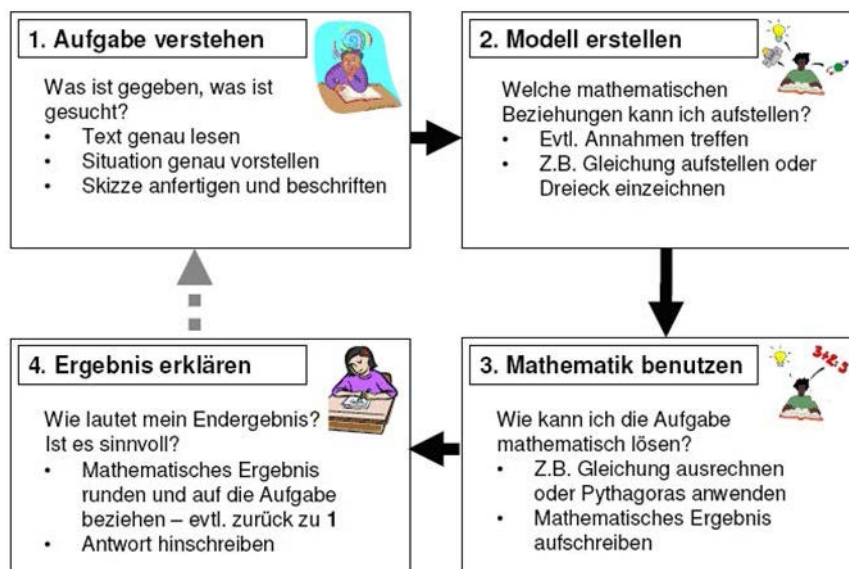 1. Aufgabe verstehen
Was ist gegeben, was ist
gesucht?
• Text genau lesen
• Situation genau vorstellen
• Skizze anfertigen und beschriften
2. Modell erstellen
Welche mathematischen
Beziehungen kann ich aufstellen?
• Evtl. Annahmen treffen
• Z.B. Gleichung aufstellen oder
Dreieck einzeichnen
3. Mathematik benutzen
3+2=5
Wie kann ich die Aufgabe
mathematisch lösen?
• Z.B. Gleichung ausrechnen
oder Pythagoras anwenden
• Mathematisches Ergebnis
aufschreiben
4. Ergebnis erklären
Wie lautet mein Endergebnis?
Ist es sinnvoll?
• Mathematisches Ergebnis
runden und auf die Aufgabe
beziehen – evtl. zurück zu 1
• Antwort hinschreiben